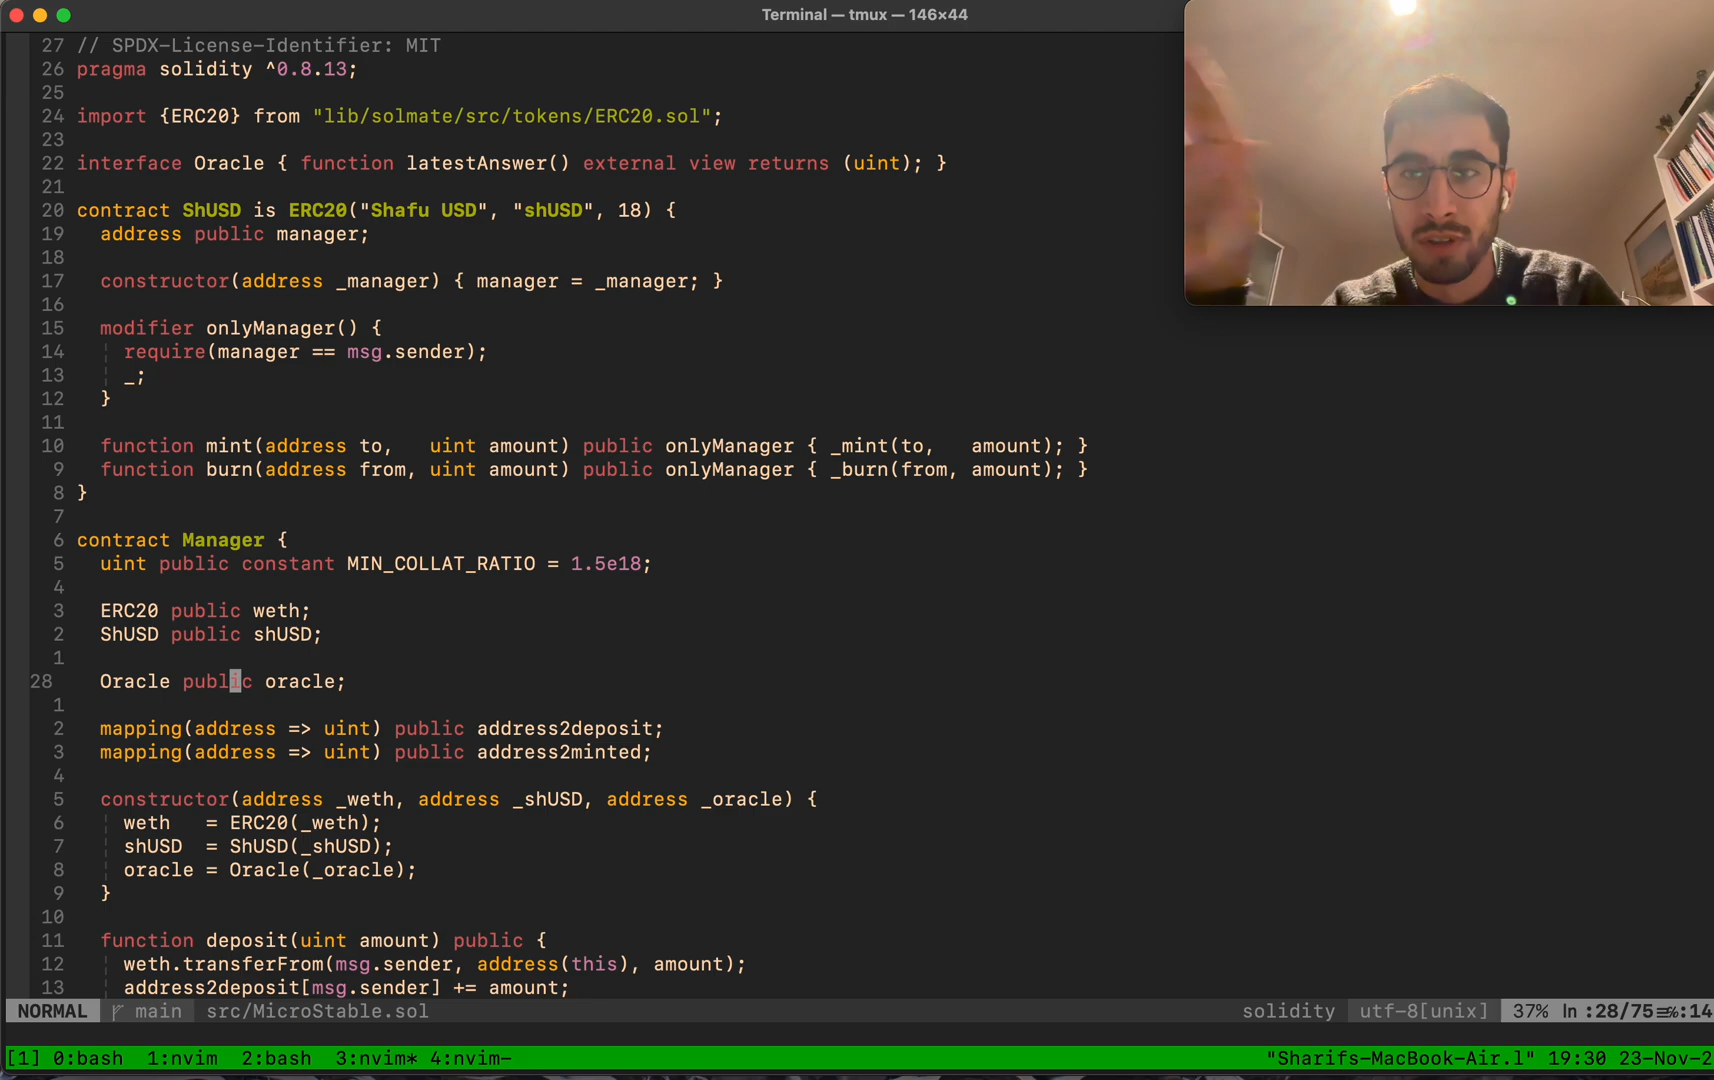 Terminal — tmux — 146×44
27 // SPDX-License-Identifier: MIT
26 pragma solidity ^0.8.13;
25
24 import {ERC20} from "lib/solmate/src/tokens/ERC20.sol";
23
22 interface Oracle { function latestAnswer() external view returns (uint); }
21
20 contract ShUSD is ERC20("Shafu USD", "shUSD", 18) {
19   address public manager;
18
17   constructor(address _manager) { manager = _manager; }
16
15   modifier onlyManager() {
14     require(manager == msg.sender);
13     _;
12   }
11
10   function mint(address to,   uint amount) public onlyManager { _mint(to,   amount); }
9   function burn(address from, uint amount) public onlyManager { _burn(from, amount); }
8 }
7
6 contract Manager {
5   uint public constant MIN_COLLAT_RATIO = 1.5e18;
4
3   ERC20 public weth;
2   ShUSD public shUSD;
1
28   Oracle public oracle;
1
2   mapping(address => uint) public address2deposit;
3   mapping(address => uint) public address2minted;
4
5   constructor(address _weth, address _shUSD, address _oracle) {
6     weth   = ERC20(_weth);
7     shUSD  = ShUSD(_shUSD);
8     oracle = Oracle(_oracle);
9   }
10
11   function deposit(uint amount) public {
12     weth.transferFrom(msg.sender, address(this), amount);
13     address2deposit[msg.sender] += amount;
NORMAL main src/MicroStable.sol solidity utf-8[unix] 37% ln :28/75≡%:14
[1] 0:bash 1:nvim 2:bash 3:nvim* 4:nvim- "Sharifs-MacBook-Air.l" 19:30 23-Nov-2